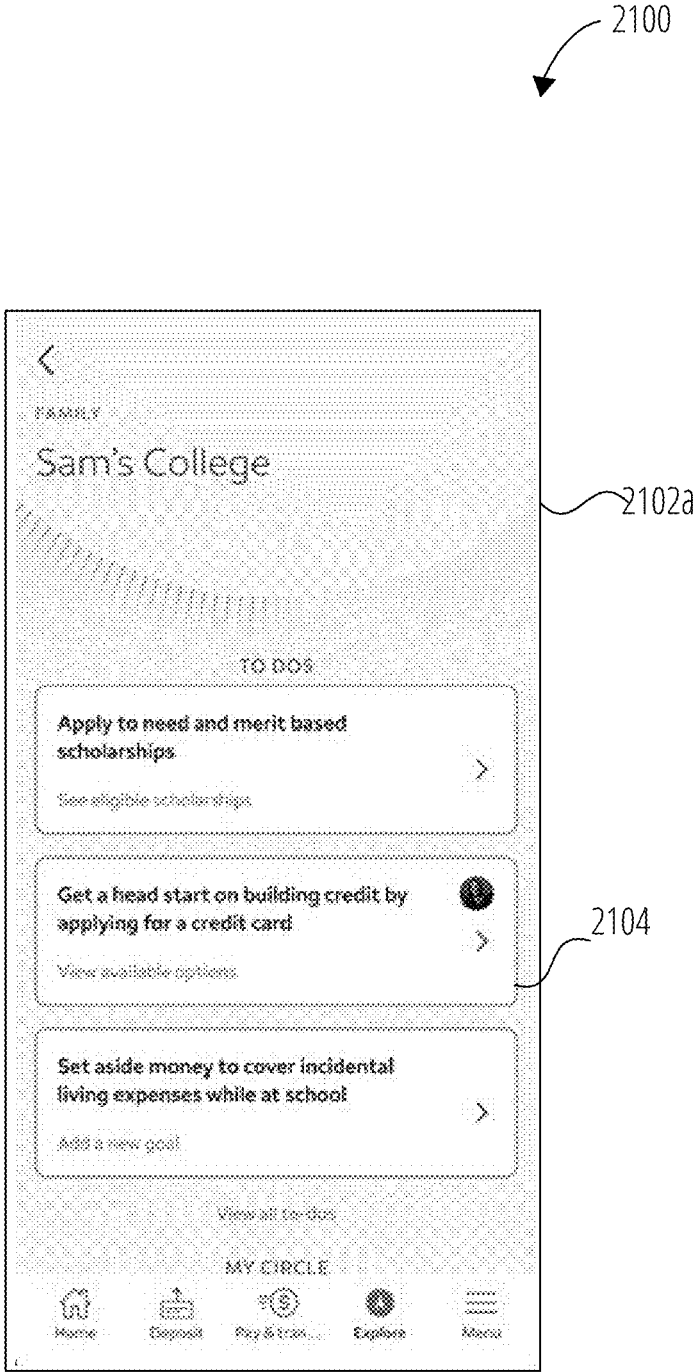 2100
FAMILY
Sam's College
2102a
TO DOS
Apply to need and merit based
scholarships
See eligible scholarships
Get a head start on building credit by
applying for a credit card
2104
View available options
Set aside money to cover incidental
living expenses while at school
Add a new goal
View all to-dos
MY CIRCLE
Home Deposit Pay & tran... Explore Menu